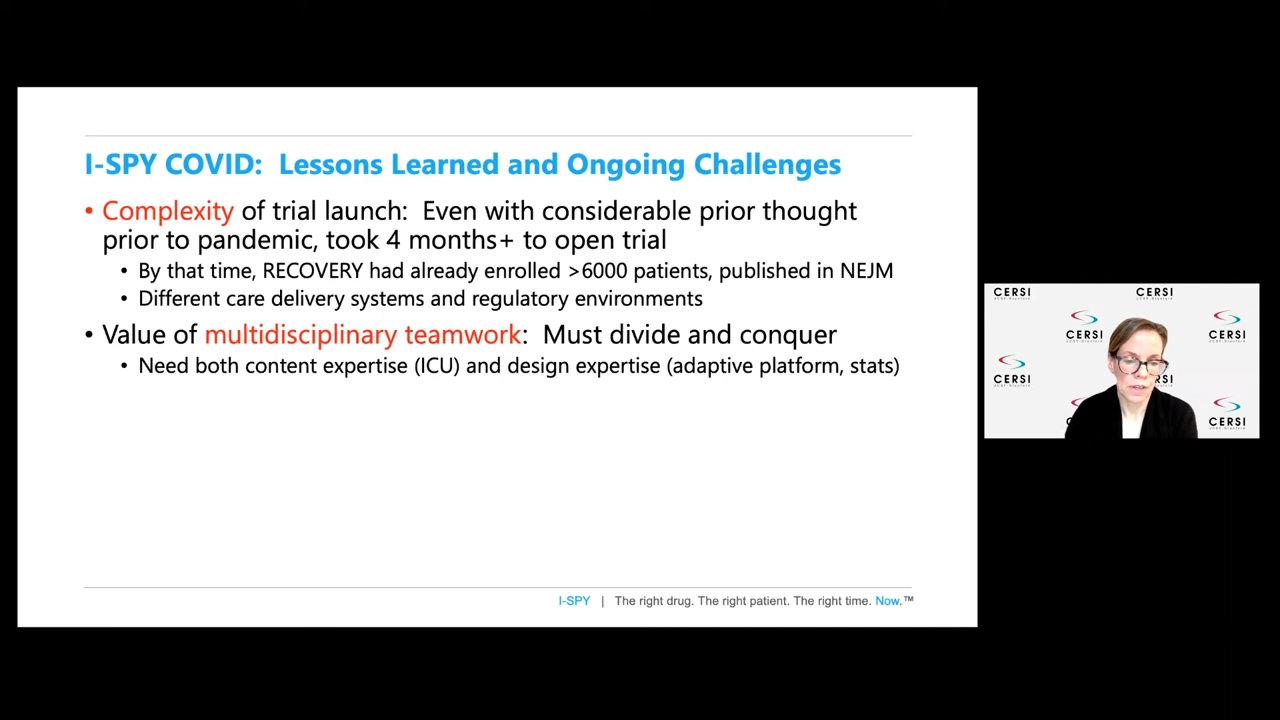 I-SPY COVID: Lessons Learned and Ongoing Challenges
• Complexity of trial launch: Even with considerable prior thought
prior to pandemic, took 4 months+ to open trial
• By that time, RECOVERY had already enrolled >6000 patients, published in NEJM
• Different care delivery systems and regulatory environments
• Value of multidisciplinary teamwork: Must divide and conquer
• Need both content expertise (ICU) and design expertise (adaptive platform, stats)
I-SPY | The right drug. The right patient. The right time. Now.™
CERSI
CERSI
CERSI
CERSI
CERSI
CERSI